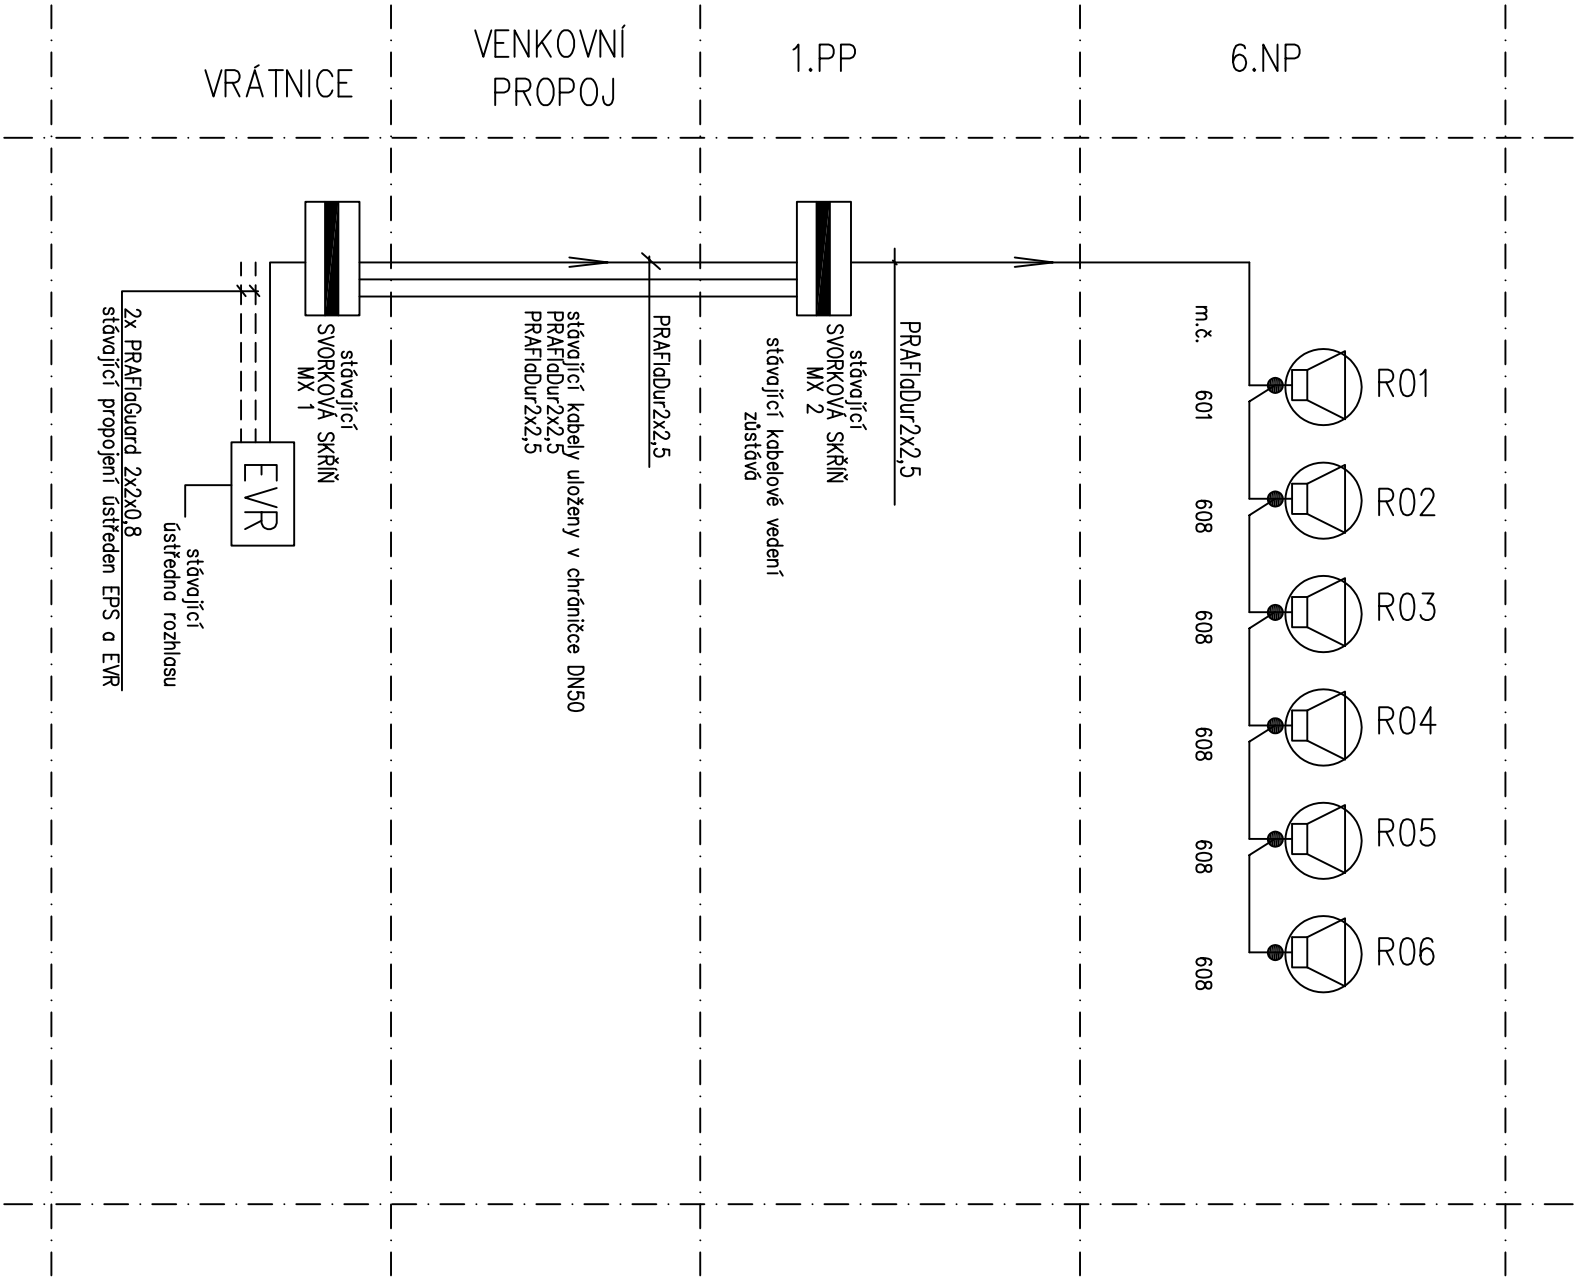 VRÁTNICE
VENKOVNÍ
PROPOJ
1.PP
6.NP
2x PRAFlaGuard 2x2x0,8
stávající propojení ústředen EPS a EVR
stávající
ústředna rozhlasu
EVR
stávající
SVORKOVÁ SKŘÍŇ
MX 1
stávající kabely uloženy v chráničce DN50
PRAFlaDur2x2,5
PRAFlaDur2x2,5
PRAFlaDur2x2,5
stávající kabelové vedení
zůstává
stávající
SVORKOVÁ SKŘÍŇ
MX 2
PRAFlaDur2x2,5
m.č.
601
608
608
608
608
608
R01
R02
R03
R04
R05
R06